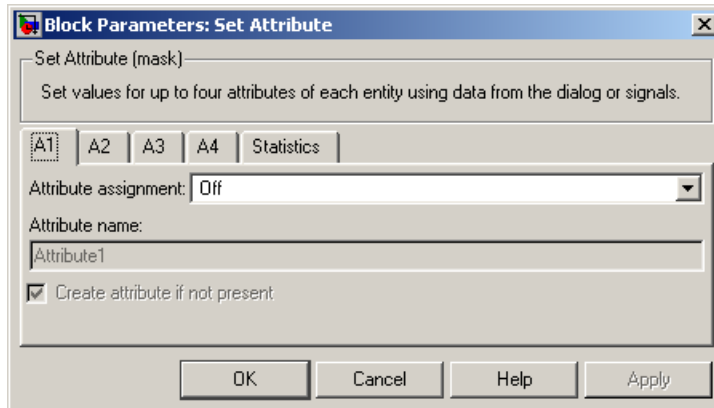 Block Parameters: Set Attribute
Set Attribute (mask)
Set values for up to four attributes of each entity using data from the dialog or signals.
A1 A2 A3 A4 Statistics
Attribute assignment: Off
Attribute name:
Attribute1
Create attribute if not present
OK Cancel Help Apply